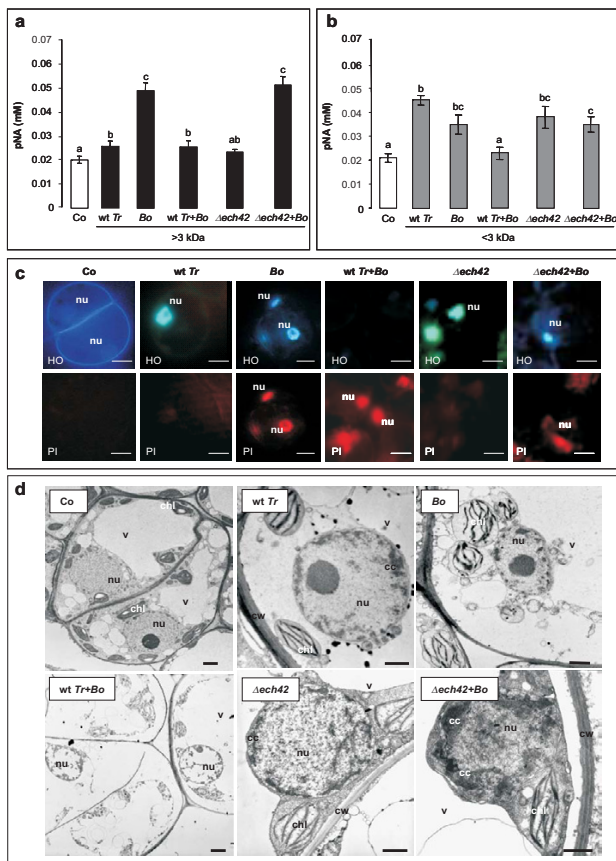 a
0.07
0.06
0.05
0.04
0.03
0.02
0.01
0
pNA (mM)
a
b
c
b
ab
c
Co
wt Tr
Bo
wt Tr+Bo
Δech42
Δech42+Bo
>3 kDa
b
0.07
0.06
0.05
0.04
0.03
0.02
0.01
0
pNA (mM)
a
b
bc
a
bc
c
Co
wt Tr
Bo
wt Tr+Bo
Δech42
Δech42+Bo
<3 kDa
c
Co wt Tr Bo wt Tr+Bo Δech42 Δech42+Bo
nu nu nu nu nu nu nu
HO HO HO HO HO HO
nu nu nu nu nu
PI PI PI PI PI PI
d
Co
chl
v
nu
chl
v
nu
wt Tr
v
cc
nu
cw
chl
Bo
chl
nu
v
wt Tr+Bo
v
nu
nu
Δech42
v
cc
nu
cw
chl
Δech42+Bo
nu
cc
cw
cc
chl
v